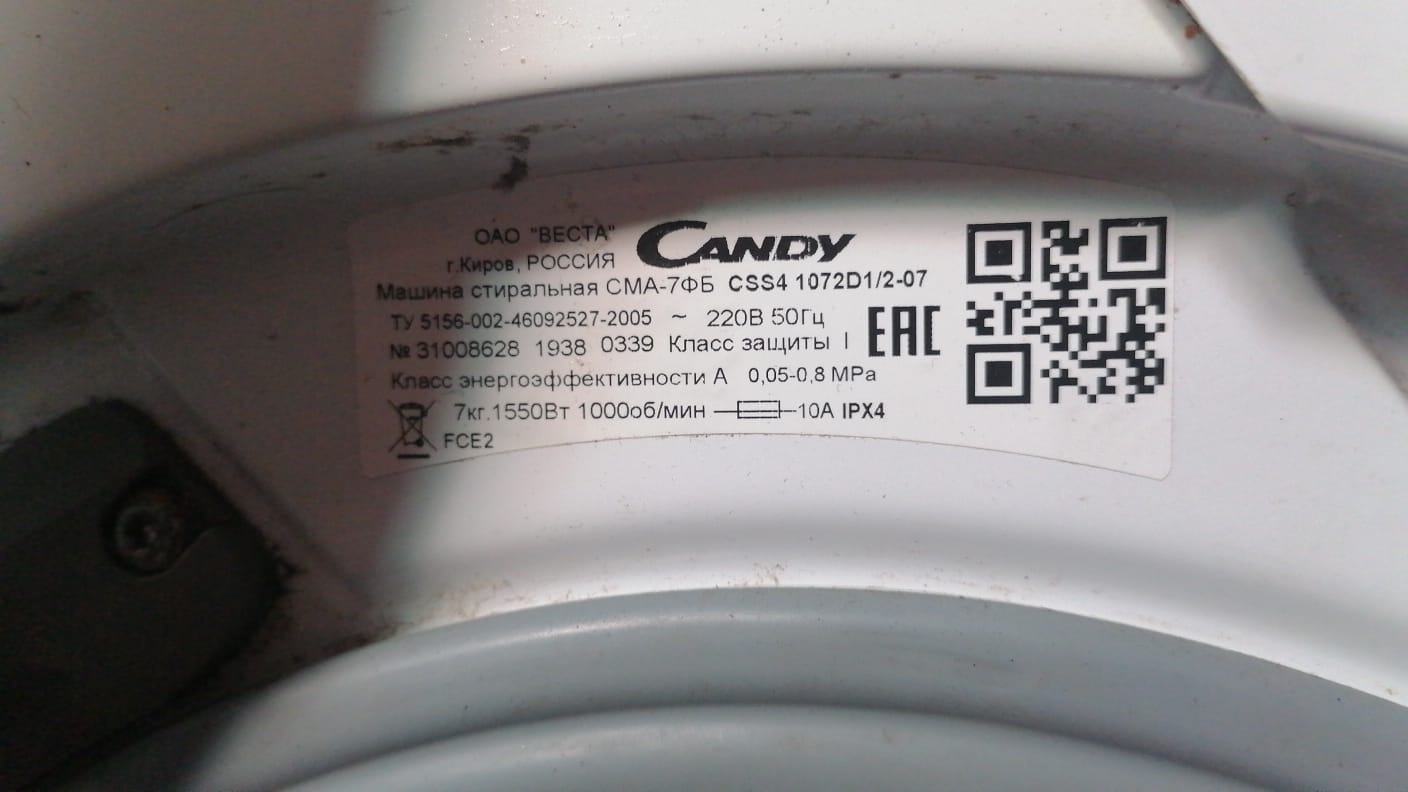 ОАО "ВЕСТА"
г.Киров, РОССИЯ
CANDY
Машина стиральная СМА-7ФБ CSS4 1072D1/2-07
ТУ 5156-002-46092527-2005 ~ 220В 50Гц
№ 31008628 1938 0339 Класс защиты I
EAC
Класс энергоэффективности А 0,05-0,8 MPa
7кг.1550Вт 1000об/мин 10А IPX4
FCE2